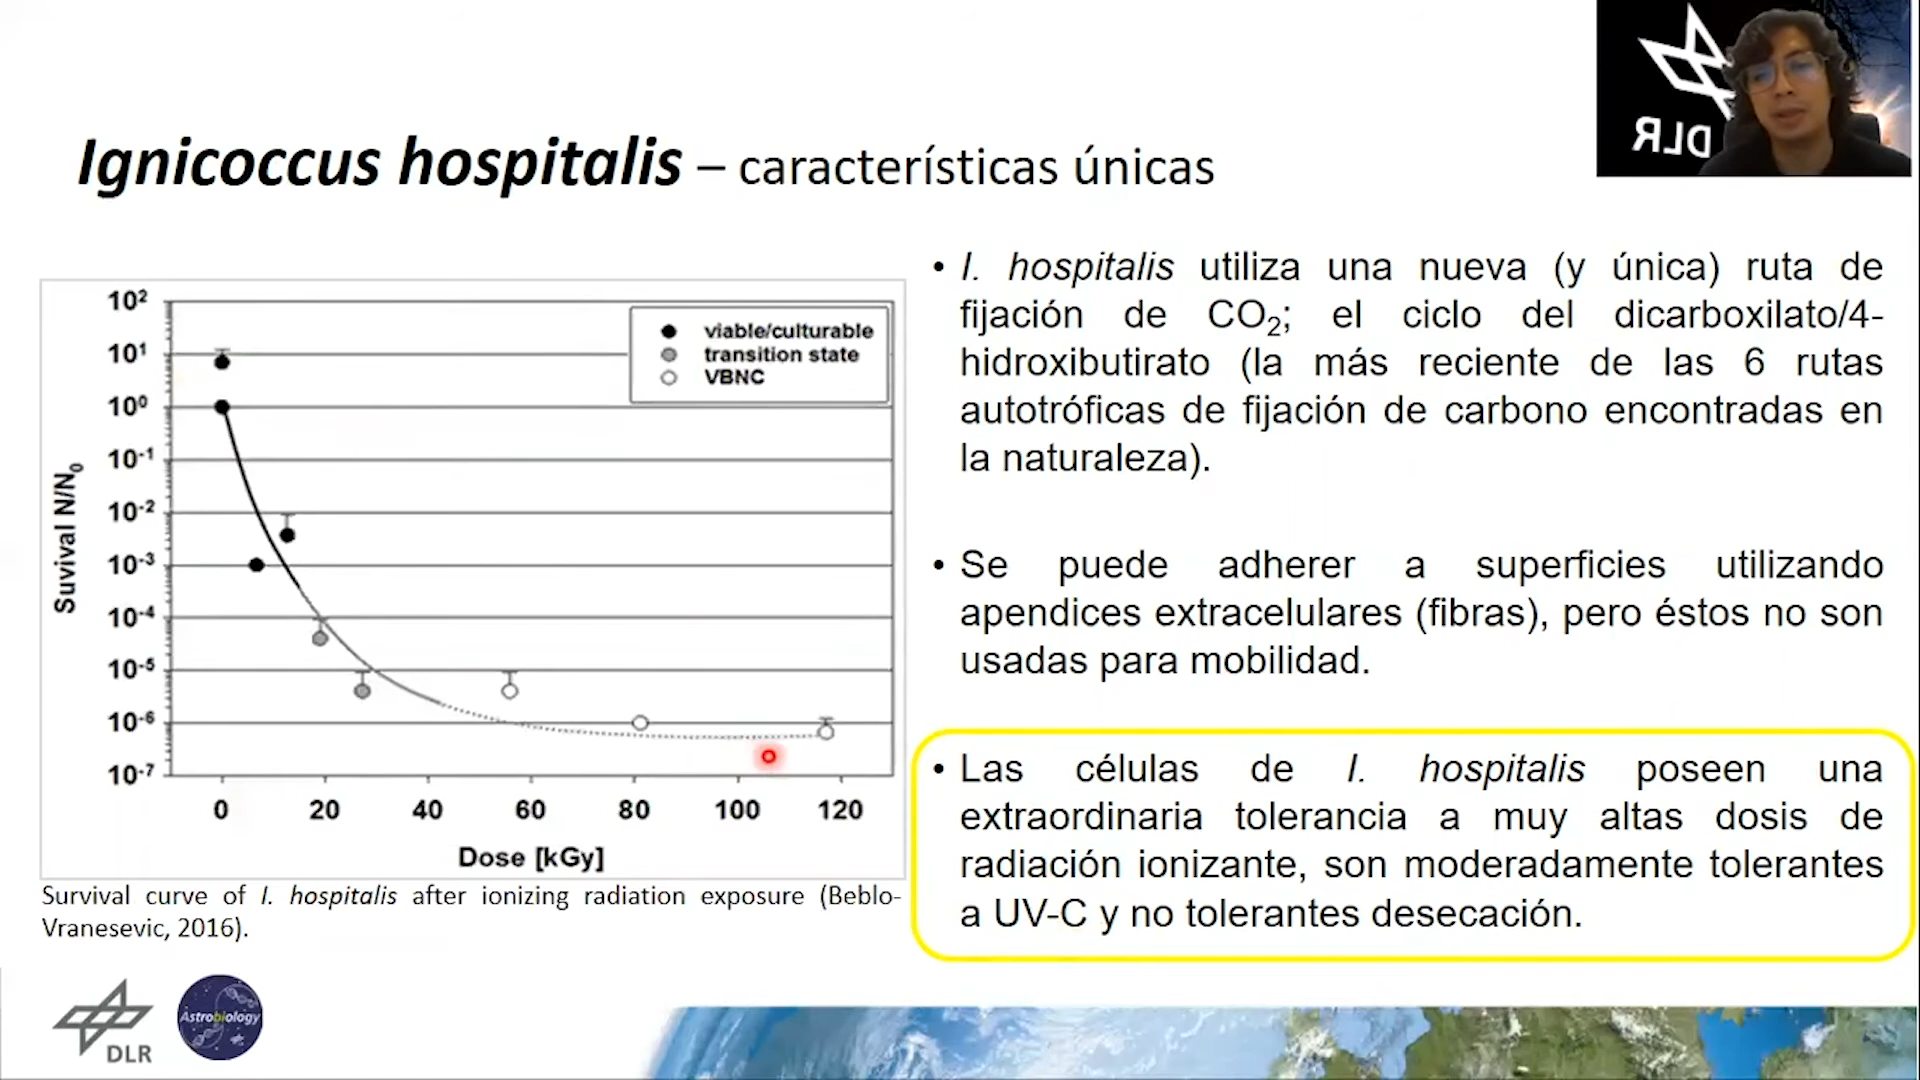 DLR
Ignicoccus hospitalis – características únicas
10²
10¹
10⁰
10⁻¹
10⁻²
10⁻³
10⁻⁴
10⁻⁵
10⁻⁶
10⁻⁷
Suvival N/N₀
viable/culturable
transition state
VBNC
0 20 40 60 80 100 120
Dose [kGy]
Survival curve of I. hospitalis after ionizing radiation exposure (Beblo-
Vranesevic, 2016).
• I. hospitalis utiliza una nueva (y única) ruta de
fijación de CO₂; el ciclo del dicarboxilato/4-
hidroxibutirato (la más reciente de las 6 rutas
autotróficas de fijación de carbono encontradas en
la naturaleza).
• Se puede adherer a superficies utilizando
apendices extracelulares (fibras), pero éstos no son
usadas para mobilidad.
• Las células de I. hospitalis poseen una
extraordinaria tolerancia a muy altas dosis de
radiación ionizante, son moderadamente tolerantes
a UV-C y no tolerantes desecación.
DLR
Astrobiology